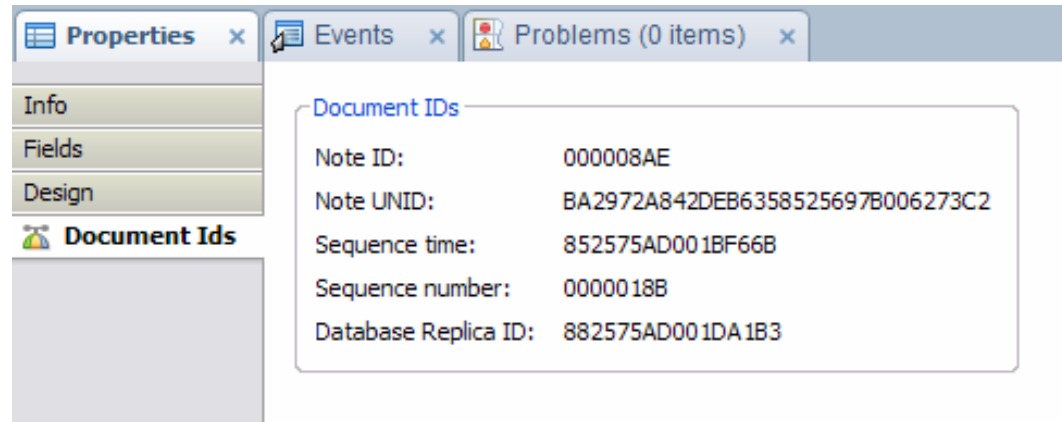 Properties Events Problems (0 items)
Info
Fields
Design
Document Ids
Document IDs
Note ID: 000008AE
Note UNID: BA2972A842DEB6358525697B006273C2
Sequence time: 852575AD001BF66B
Sequence number: 0000018B
Database Replica ID: 882575AD001DA1B3